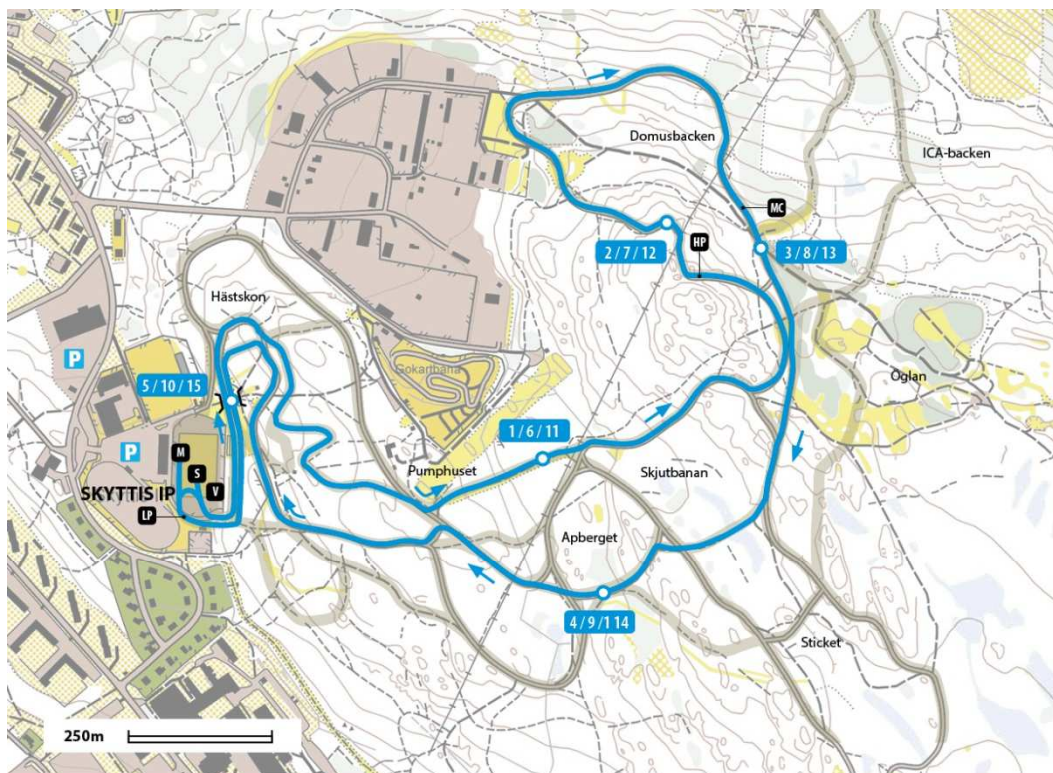 Domusbacken
ICA-backen
MC
HP
2 / 7 / 12
3 / 8 / 13
Hästskon
P
Gokartbana
Öglan
5 / 10 / 15
1 / 6 / 11
P
M
S
V
Pumphuset
Skjutbanan
SKYTTIS IP
LP
Apberget
4 / 9 /1 14
Sticket
250m